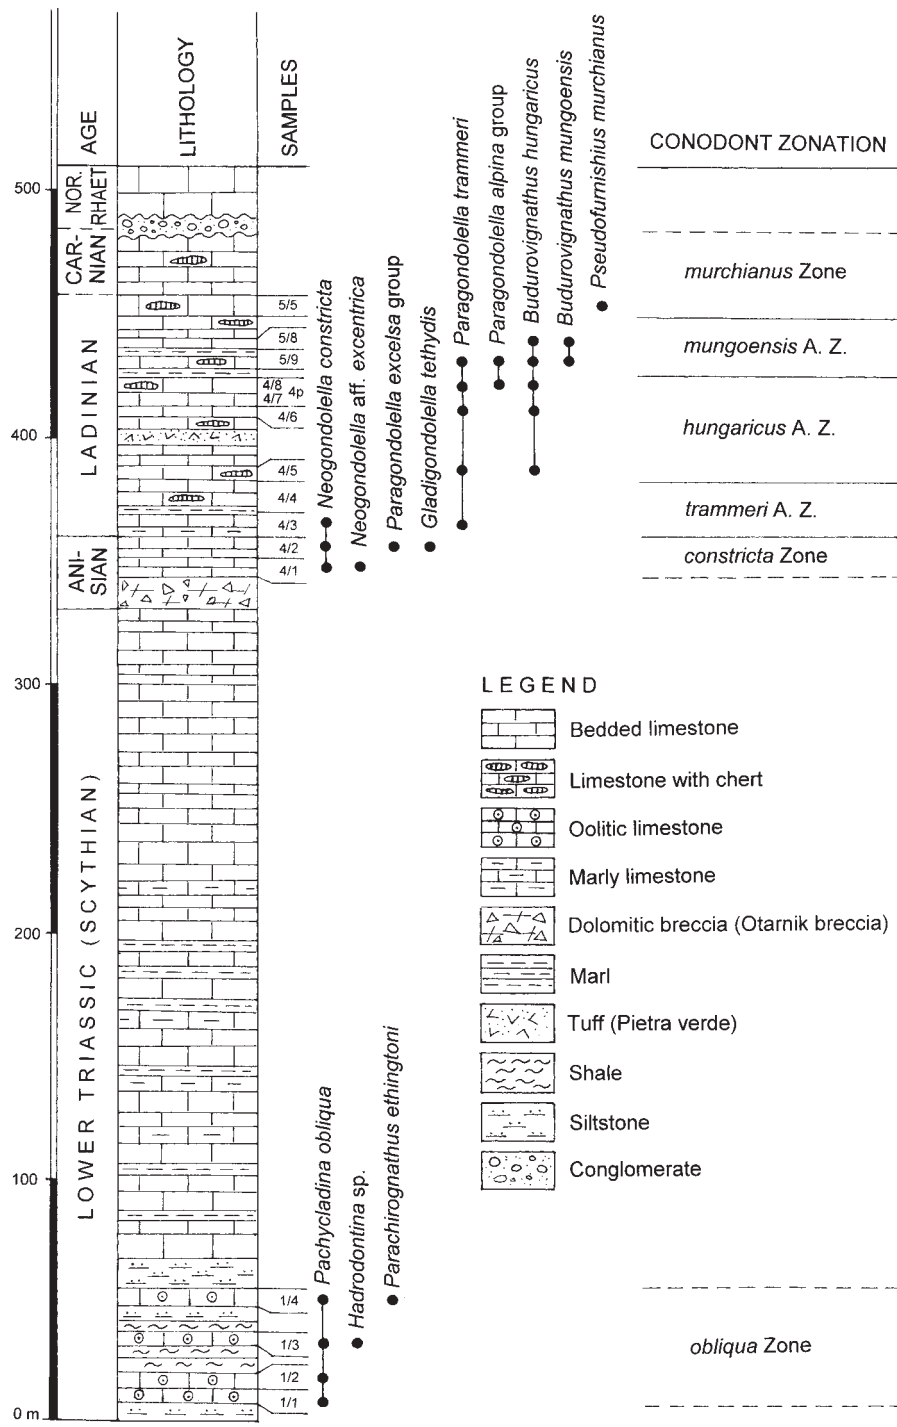 AGE
LITHOLOGY
SAMPLES
CONODONT ZONATION
500
400
300
200
100
0 m
NOR.
RHAET
CAR-
NIAN
LADINIAN
ANI-
SIAN
LOWER TRIASSIC (SCYTHIAN)
5/5
5/8
5/9
4/8
4/7 4p
4/6
4/5
4/4
4/3
4/2
4/1
1/4
1/3
1/2
1/1
Neogondolella constricta
Neogondolella aff. excentrica
Paragondolella excelsa group
Gladigondolella tethydis
Paragondolella trammeri
Paragondolella alpina group
Budurovignathus hungaricus
Budurovignathus mungoensis
Pseudofurnishius murchianus
Pachycladina obliqua
Hadrodontina sp.
Parachirognathus ethingtoni
murchianus Zone
mungoensis A. Z.
hungaricus A. Z.
trammeri A. Z.
constricta Zone
obliqua Zone
LEGEND
Bedded limestone
Limestone with chert
Oolitic limestone
Marly limestone
Dolomitic breccia (Otarnik breccia)
Marl
Tuff (Pietra verde)
Shale
Siltstone
Conglomerate